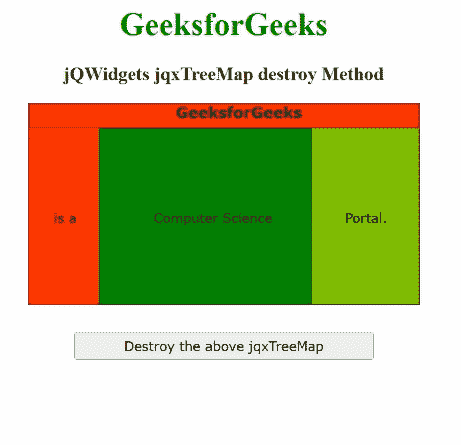 GeeksforGeeks
jQWidgets jqxTreeMap destroy Method
GeeksforGeeks
is a Computer Science Portal.
Destroy the above jqxTreeMap